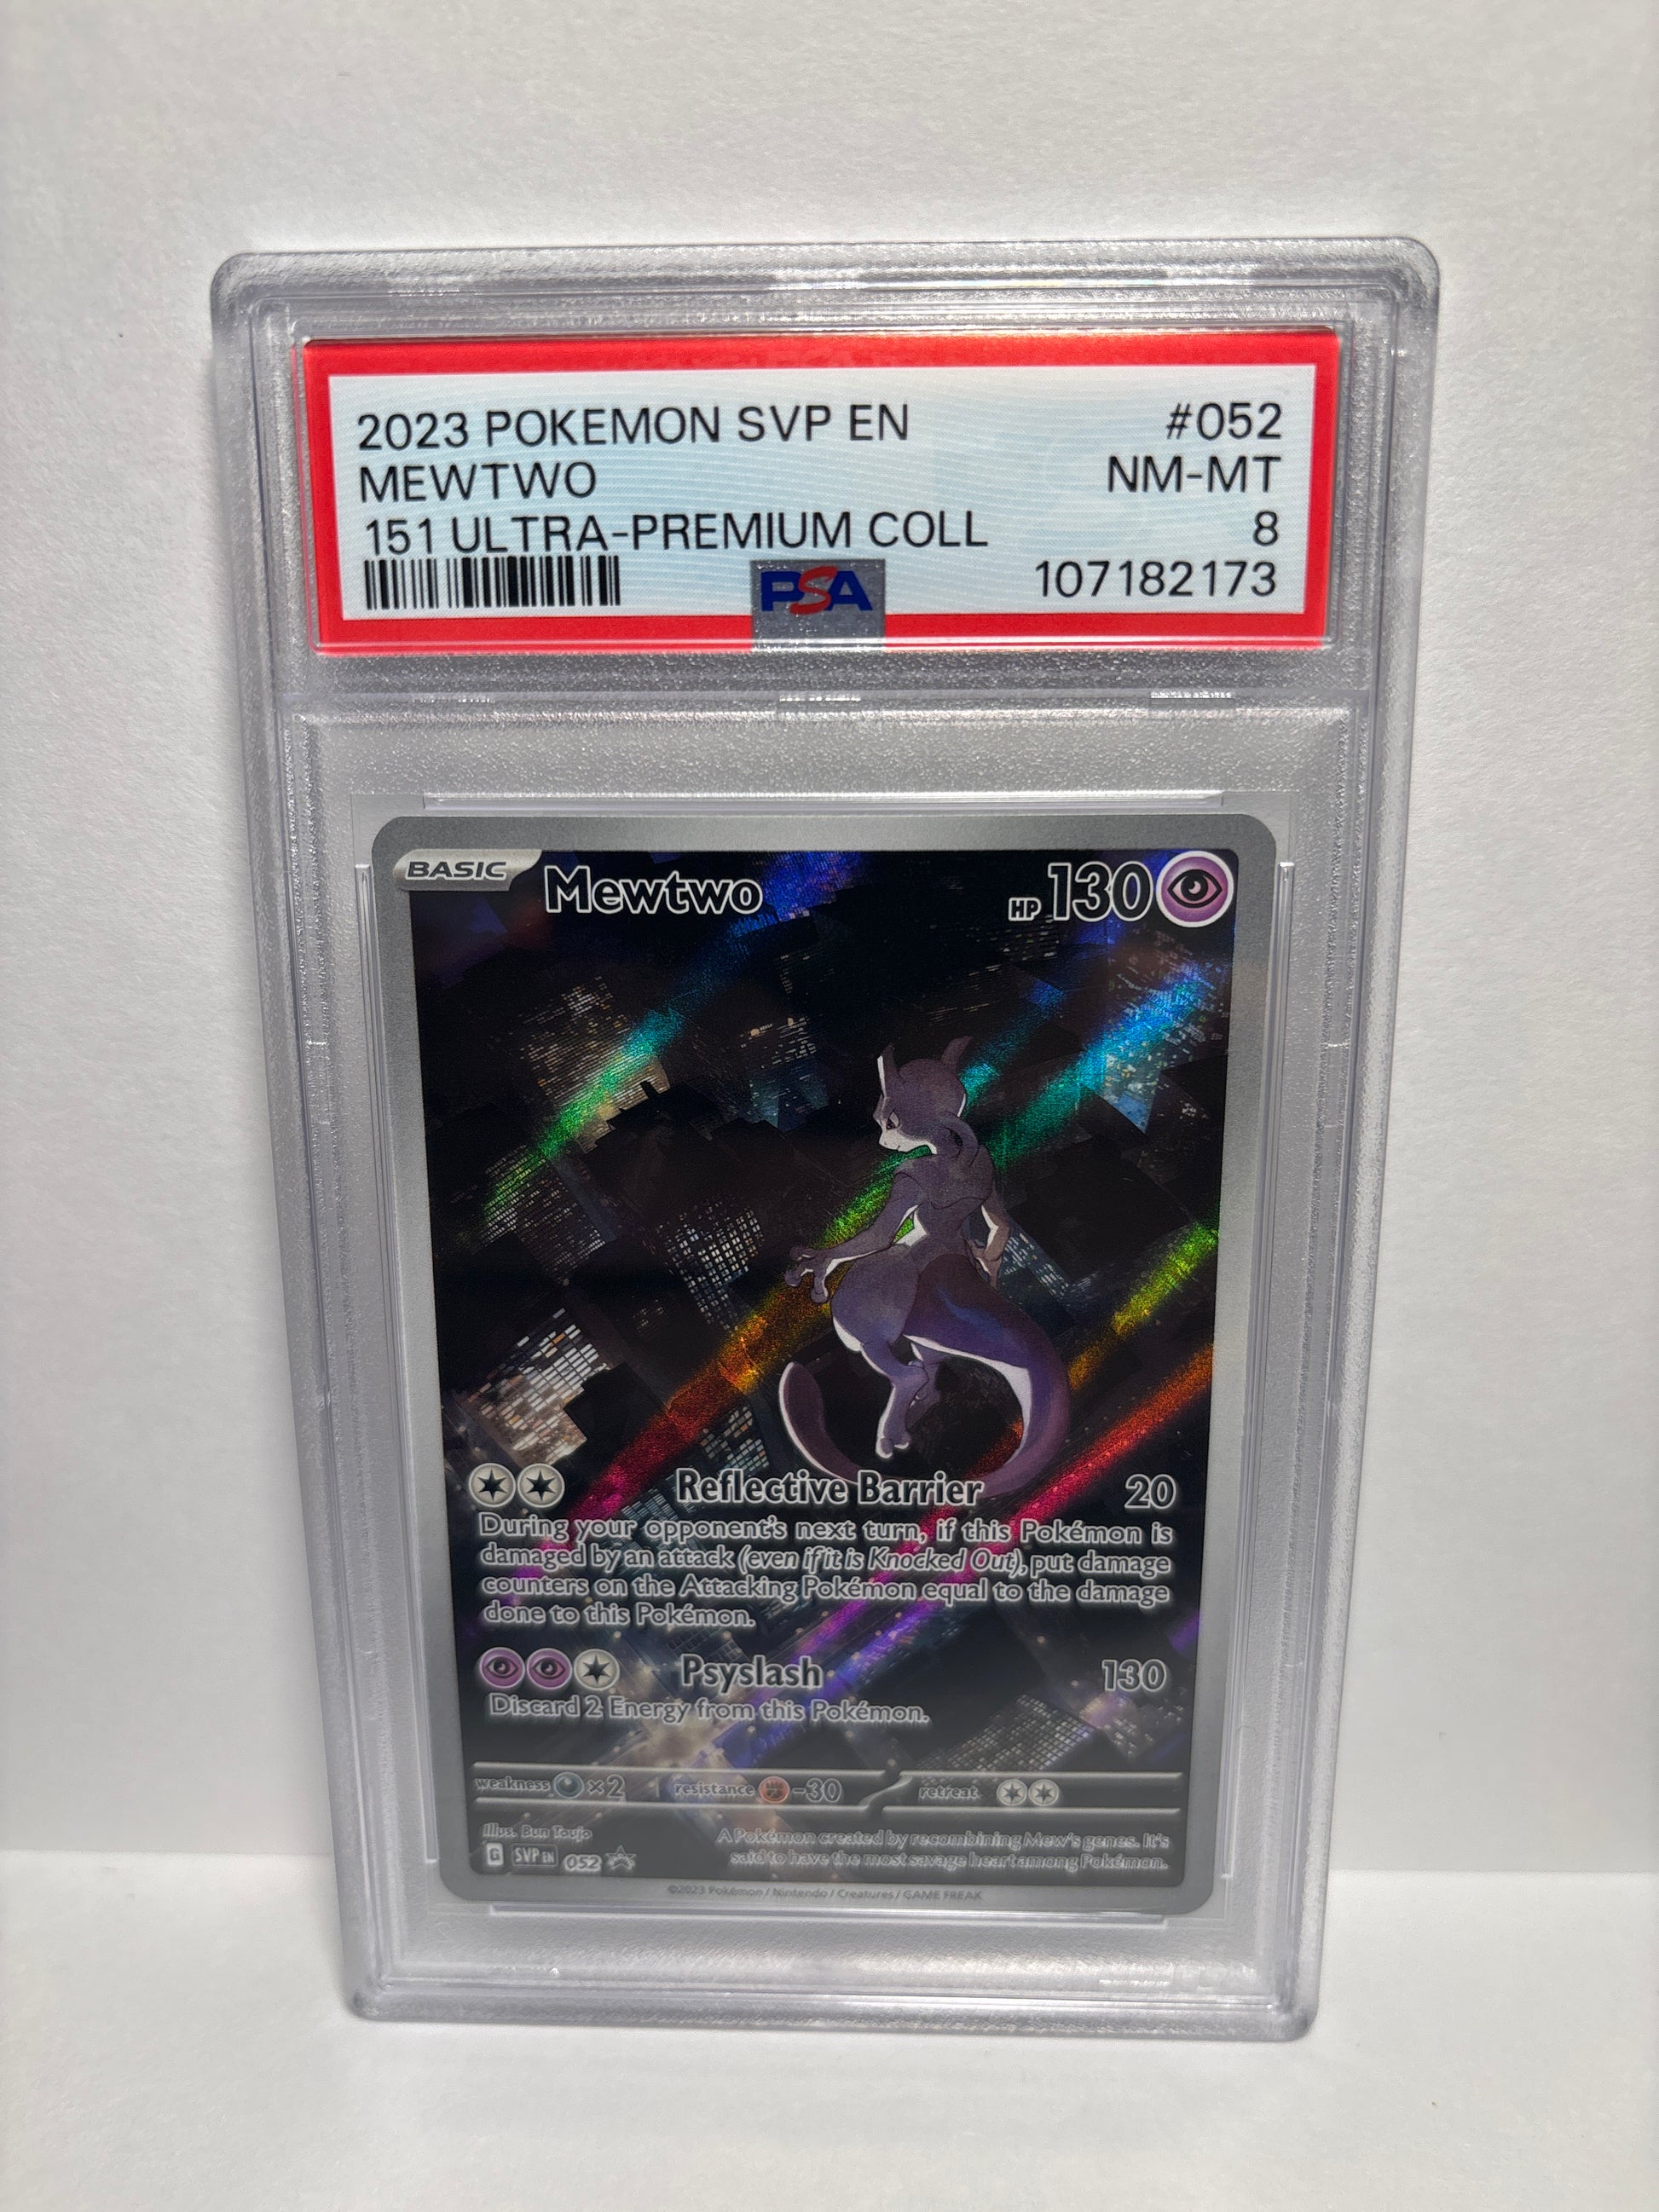 2023 POKEMON SVP EN #052
MEWTWO NM-MT
151 ULTRA-PREMIUM COLL 8
PSA 107182173
BASIC Mewtwo HP 130
Reflective Barrier 20
During your opponent's next turn, if this Pokémon is
damaged by an attack (even if it is Knocked Out), put damage
counters on the Attacking Pokémon equal to the damage
done to this Pokémon.
Psyslash 130
Discard 2 Energy from this Pokémon.
weakness ×2 resistance -30 retreat
Illus. Bun Toujo
A Pokémon created by recombining Mew's genes. It's
said to have the most savage heart among Pokémon.
G SVP EN 052
©2023 Pokémon / Nintendo / Creatures / GAME FREAK